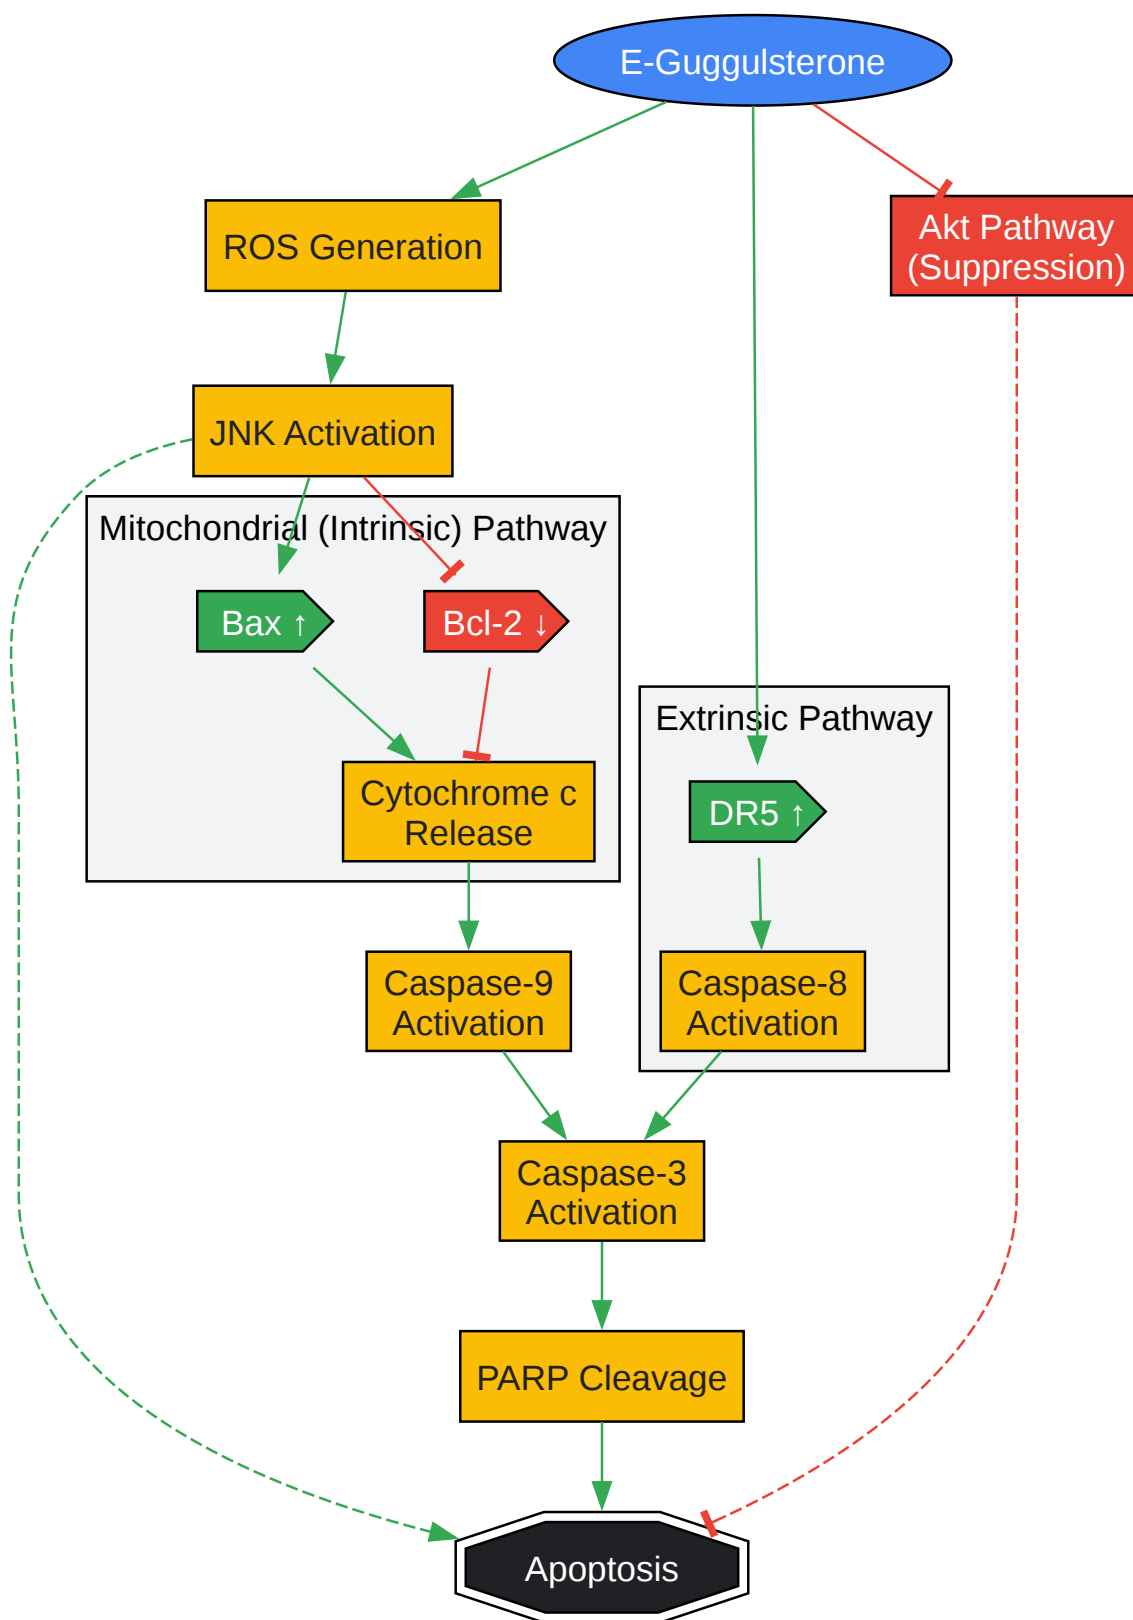 E-Guggulsterone
ROS Generation
Akt Pathway
(Suppression)
JNK Activation
Mitochondrial (Intrinsic) Pathway
Bax ↑
Bcl-2 ↓
Extrinsic Pathway
Cytochrome c
Release
DR5 ↑
Caspase-9
Activation
Caspase-8
Activation
Caspase-3
Activation
PARP Cleavage
Apoptosis